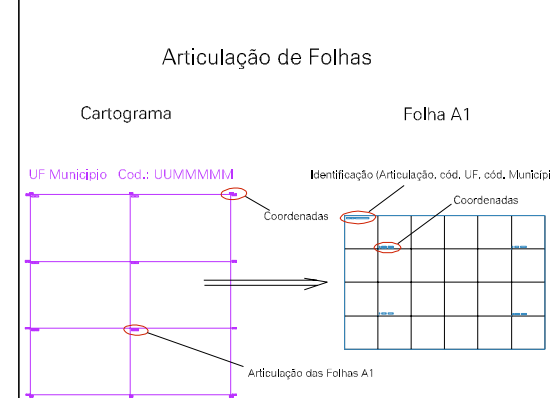 Articulação de Folhas
Cartograma
Folha A1
UF Municipio Cod.: UUMMMMM
Identificação (Articulação, cód. UF, cód. Municípi
Coordenadas
Coordenadas
Articulação das Folhas A1